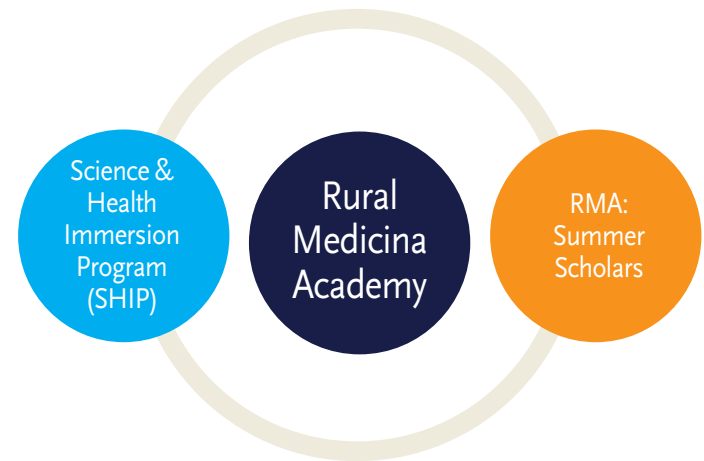 Science &
Health
Immersion
Program
(SHIP)
Rural
Medicina
Academy
RMA:
Summer
Scholars